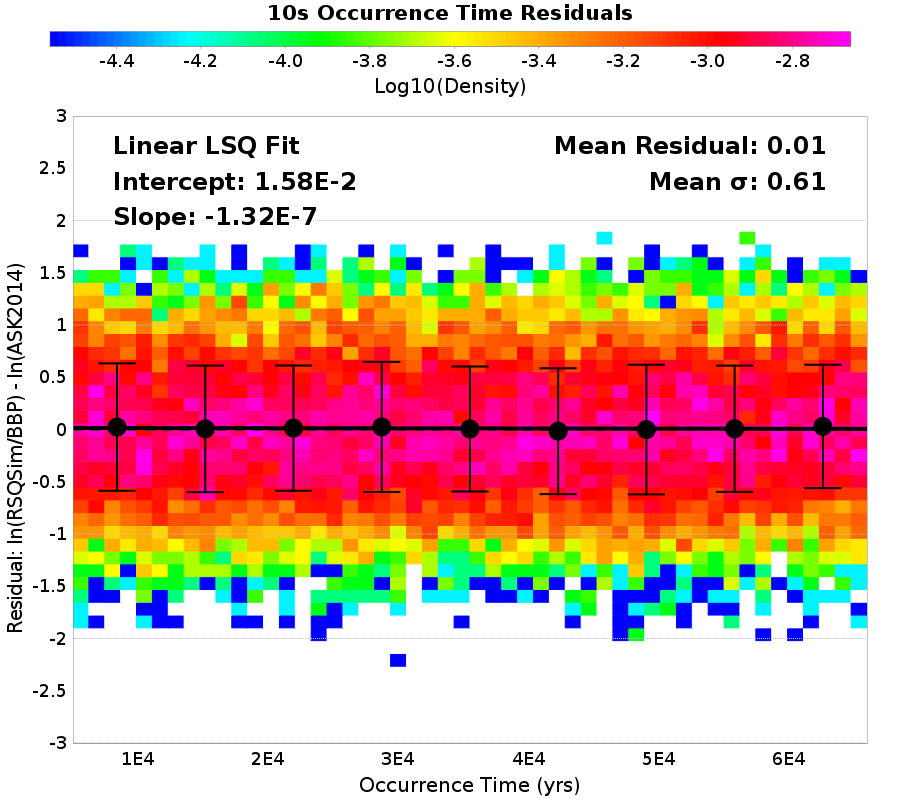 10s Occurrence Time Residuals
-4.4 -4.2 -4.0 -3.8 -3.6 -3.4 -3.2 -3.0 -2.8
Log10(Density)
Linear LSQ Fit
Intercept: 1.58E-2
Slope: -1.32E-7
Mean Residual: 0.01
Mean σ: 0.61
Residual: ln(RSQSim/BBP) - ln(ASK2014)
3
2.5
2
1.5
1
0.5
0
-0.5
-1
-1.5
-2
-2.5
-3
1E4 2E4 3E4 4E4 5E4 6E4
Occurrence Time (yrs)